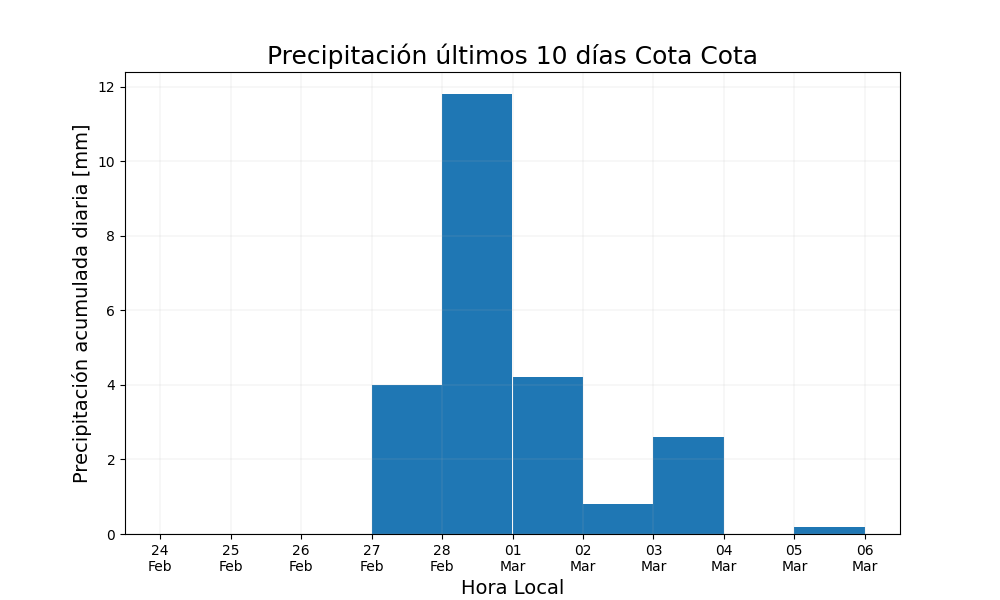 Precipitación últimos 10 días Cota Cota
Precipitación acumulada diaria [mm]
12
10
8
6
4
2
0
24 25 26 27 28 01 02 03 04 05 06
Feb Feb Feb Feb Feb Mar Mar Mar Mar Mar Mar
Hora Local